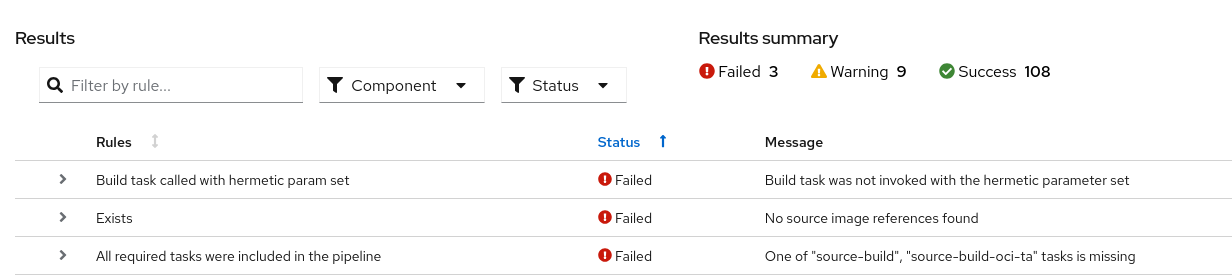 Results
Results summary
Filter by rule...
Component
Status
Failed 3
Warning 9
Success 108
Rules
Status
Message
Build task called with hermetic param set
Failed
Build task was not invoked with the hermetic parameter set
Exists
Failed
No source image references found
All required tasks were included in the pipeline
Failed
One of "source-build", "source-build-oci-ta" tasks is missing